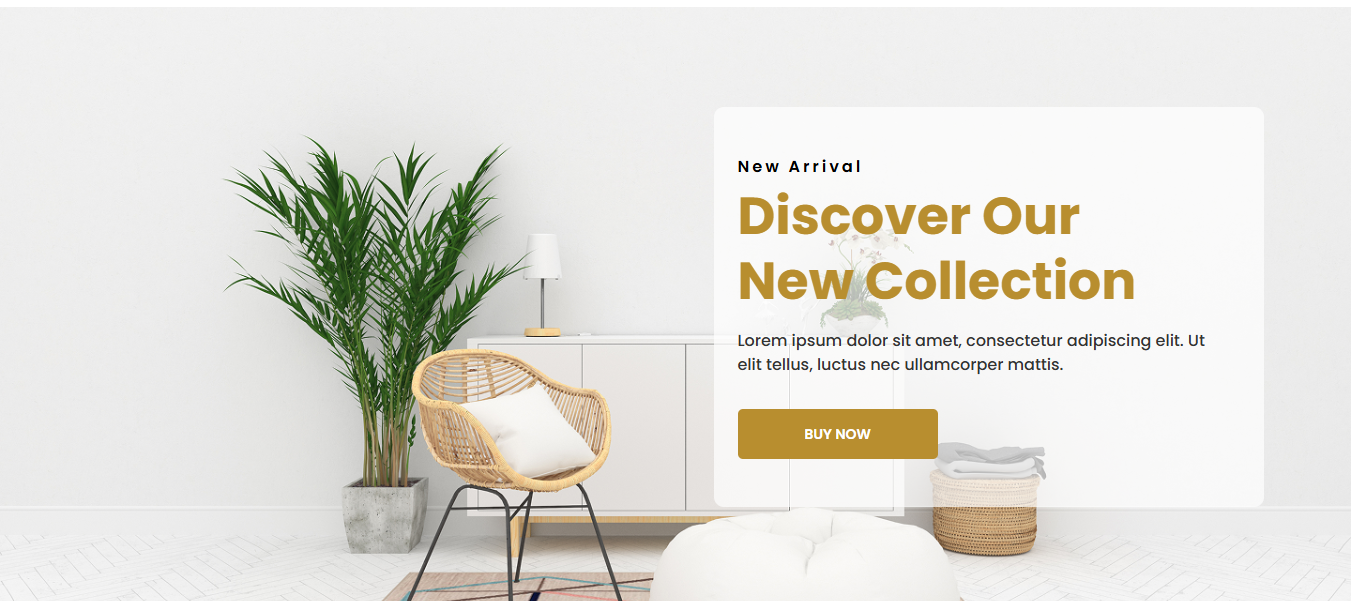 New Arrival
Discover Our
New Collection
Lorem ipsum dolor sit amet, consectetur adipiscing elit. Ut
elit tellus, luctus nec ullamcorper mattis.
BUY NOW